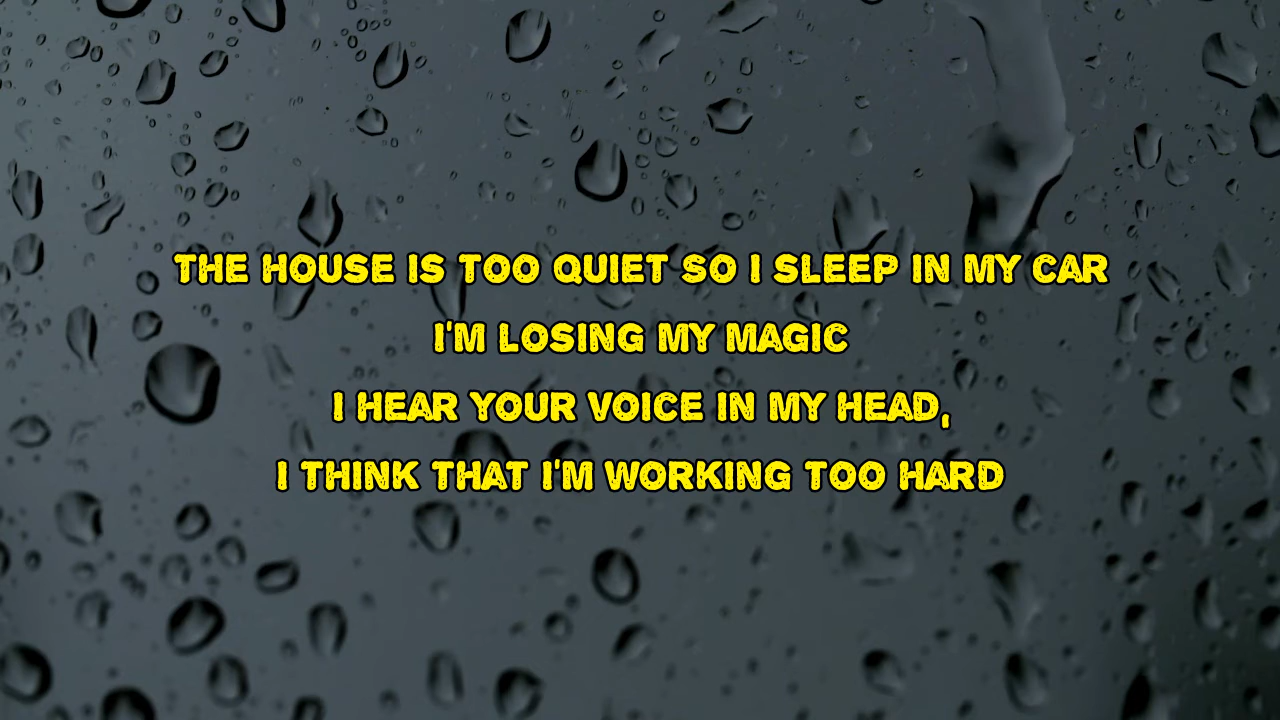 THE HOUSE IS TOO QUIET SO I SLEEP IN MY CAR
I'M LOSING MY MAGIC
I HEAR YOUR VOICE IN MY HEAD,
I THINK THAT I'M WORKING TOO HARD